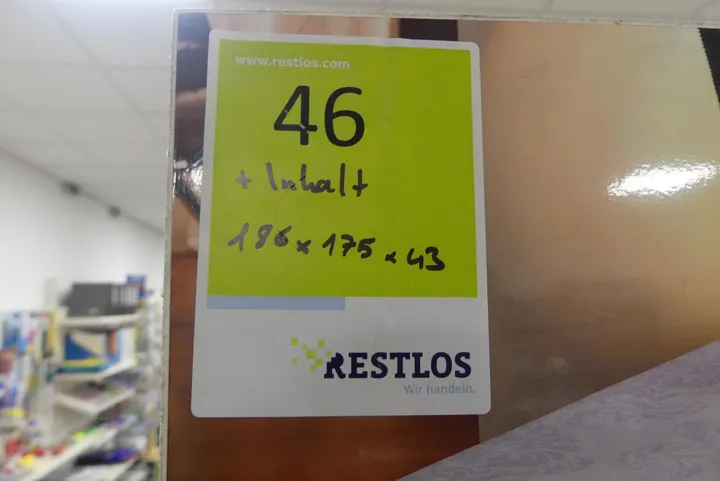 www.restlos.com
46
+ Inhalt
186 x 175 x 43
RESTLOS
Wir handeln.